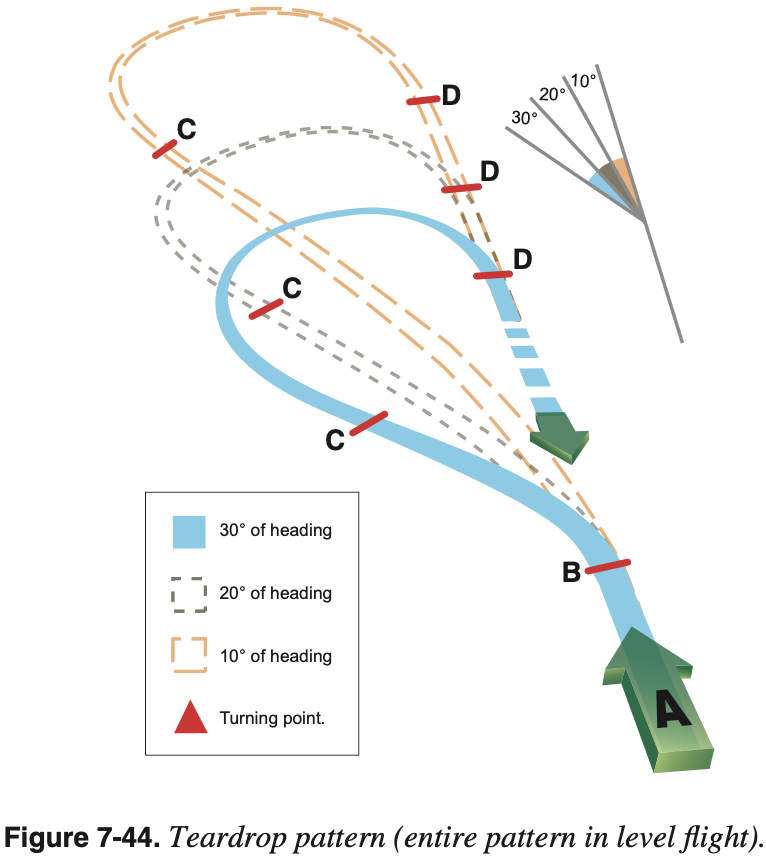 D
C
10°
20°
30°
D
D
C
C
B
A
30° of heading
20° of heading
10° of heading
Turning point.
Figure 7-44. Teardrop pattern (entire pattern in level flight).